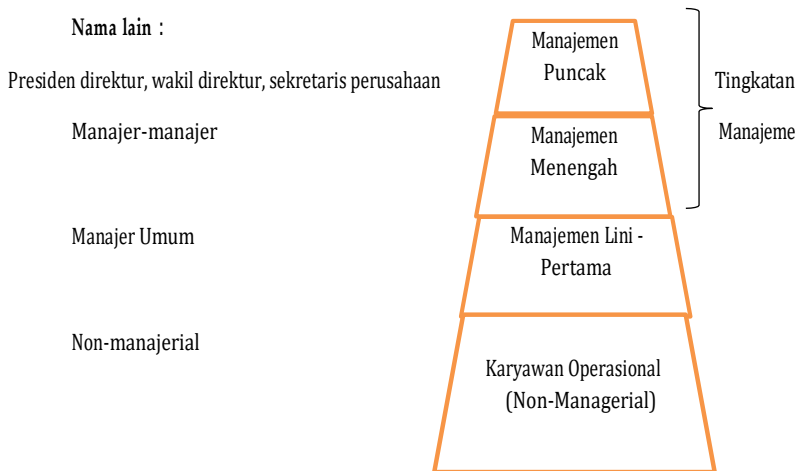 Nama lain :
Manajemen
Puncak
Presiden direktur, wakil direktur, sekretaris perusahaan
Tingkatan
Manajer-manajer
Manajemen
Menengah
Manajeme
Manajer Umum
Manajemen Lini -
Pertama
Non-manajerial
Karyawan Operasional
(Non-Managerial)